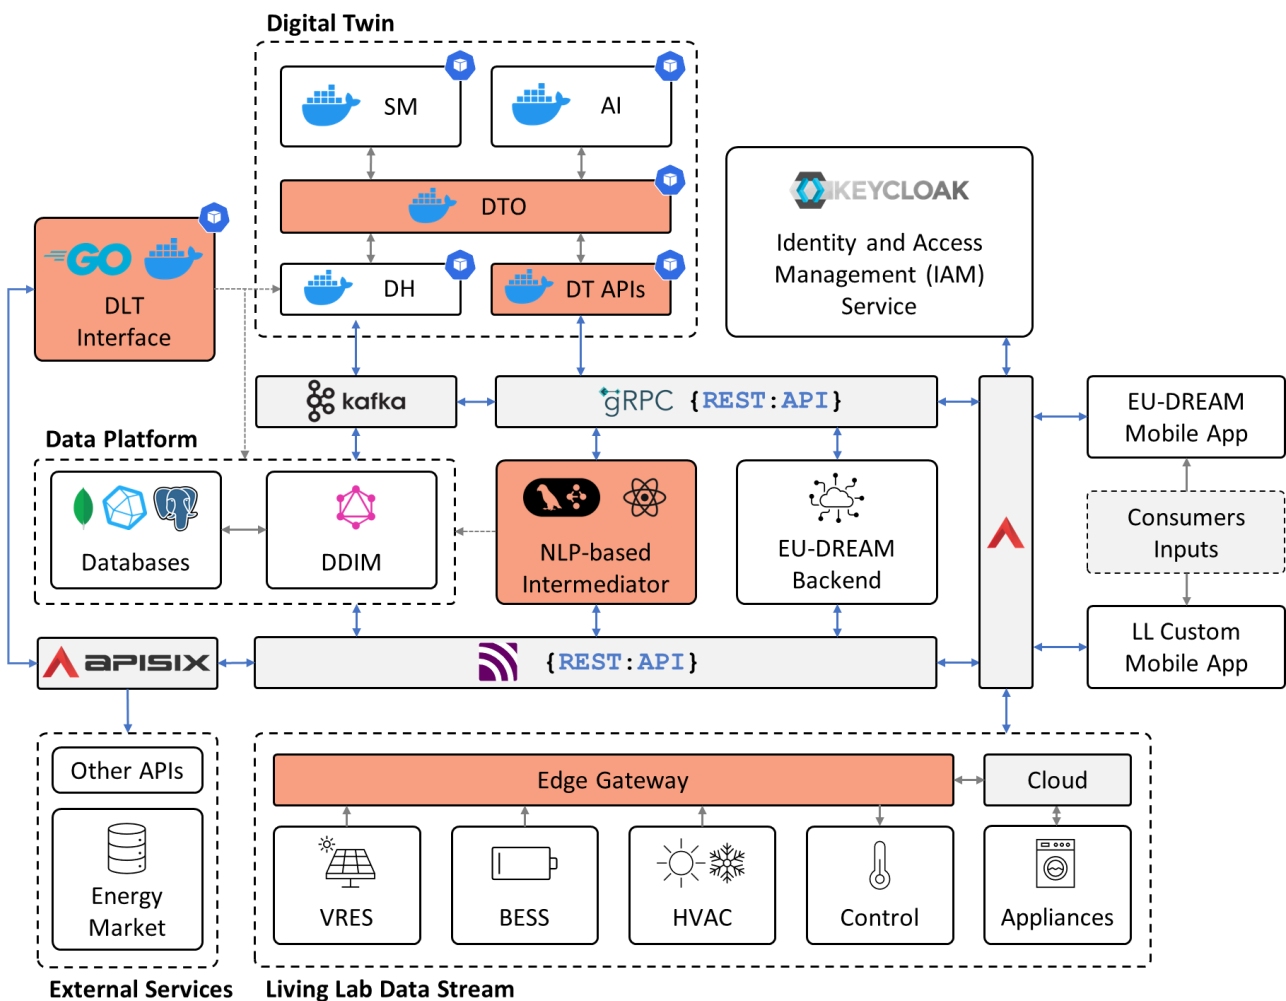 Digital Twin
SM
AI
DTO
DH
DT APIs
GO
DLT
Interface
KEYCLOAK
Identity and Access
Management (IAM)
Service
kafka
gRPC {REST:API}
EU-DREAM
Mobile App
Data Platform
Databases
DDIM
NLP-based
Intermediator
EU-DREAM
Backend
Consumers
Inputs
LL Custom
Mobile App
APISIX
{REST:API}
Other APIs
Energy
Market
External Services
Edge Gateway
Cloud
VRES
BESS
HVAC
Control
Appliances
Living Lab Data Stream